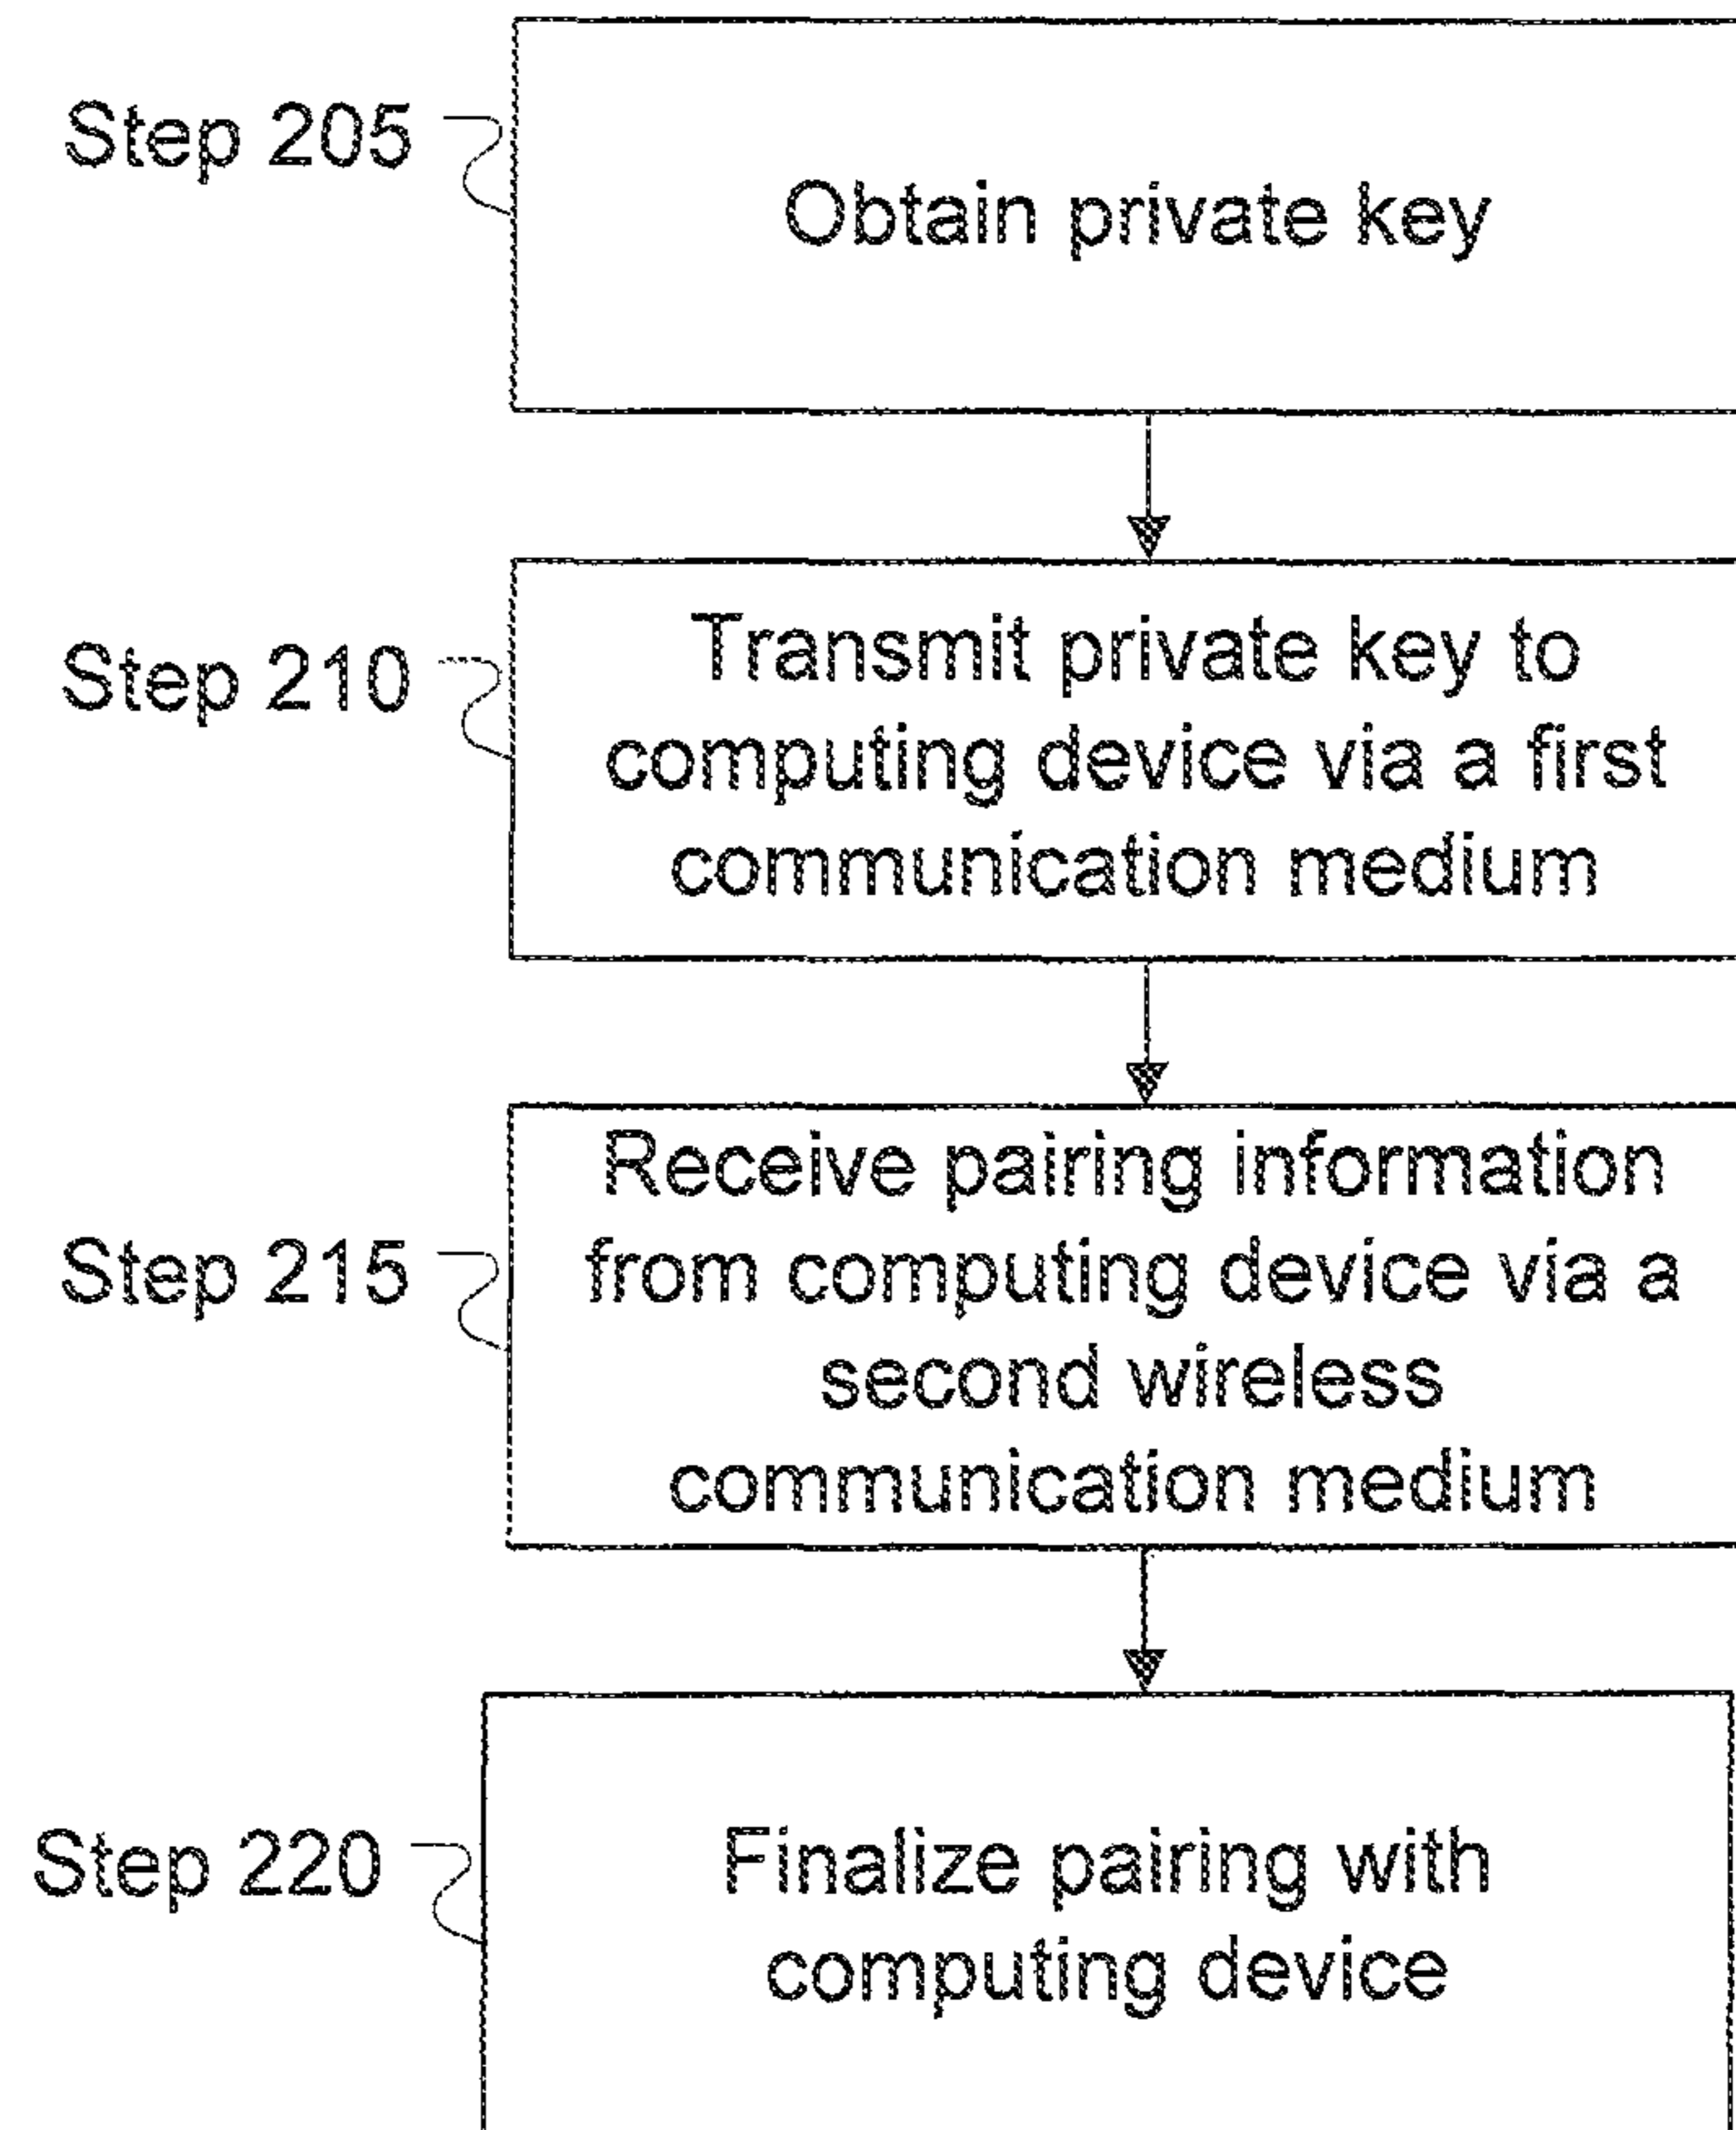 Step 205
Obtain private key
Step 210
Transmit private key to
computing device via a first
communication medium
Step 215
Receive pairing information
from computing device via a
second wireless
communication medium
Step 220
Finalize pairing with
computing device